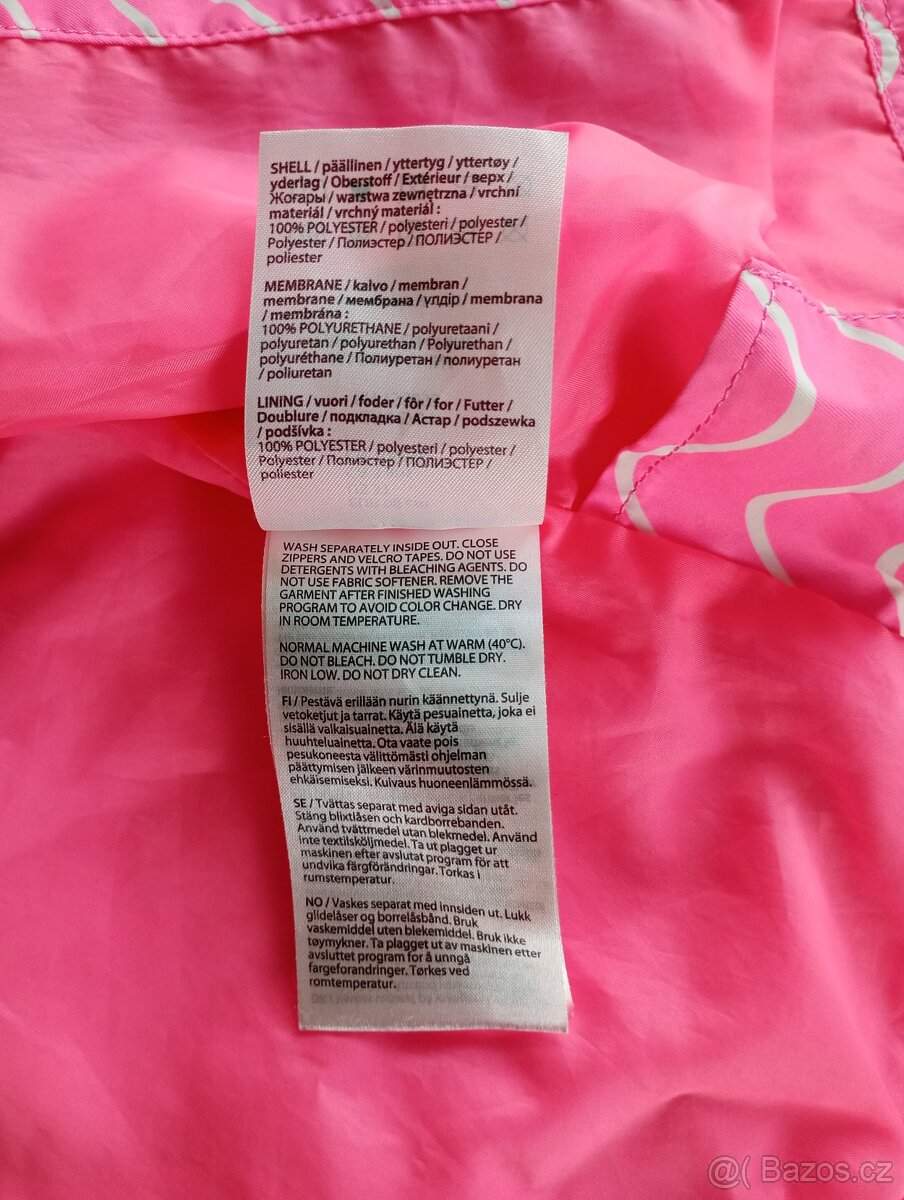 SHELL / päällinen / yttertyg / yttertøy /
yderlag / Oberstoff / Extérieur / верх /
Жоғары / warstwa zewnętrzna / vrchní
materiál / vrchný materiál :
100% POLYESTER / polyesteri / polyester /
Polyester / Полиэстер / ПОЛИЭСТЕР /
poliester
MEMBRANE / kalvo / membran /
membrane / мембрана / үлдір / membrana
/ membrána :
100% POLYURETHANE / polyuretaani /
polyuretan / polyurethan / Polyurethan /
polyuréthane / Полиуретан / полиуретан
/ poliuretan
LINING / vuori / foder / fôr / for / Futter /
Doublure / подкладка / Астар / podszewka
/ podšívka :
100% POLYESTER / polyesteri / polyester /
Polyester / Полиэстер / ПОЛИЭСТЕР /
poliester
WASH SEPARATELY INSIDE OUT. CLOSE
ZIPPERS AND VELCRO TAPES. DO NOT USE
DETERGENTS WITH BLEACHING AGENTS. DO
NOT USE FABRIC SOFTENER. REMOVE THE
GARMENT AFTER FINISHED WASHING
PROGRAM TO AVOID COLOR CHANGE. DRY
IN ROOM TEMPERATURE.
NORMAL MACHINE WASH AT WARM (40°C).
DO NOT BLEACH. DO NOT TUMBLE DRY.
IRON LOW. DO NOT DRY CLEAN.
FI / Pestävä erillään nurin käännettynä. Sulje
vetoketjut ja tarrat. Käytä pesuainetta, joka ei
sisällä valkaisuainetta. Älä käytä
huuhteluainetta. Ota vaate pois
pesukoneesta välittömästi ohjelman
päättymisen jälkeen värinmuutosten
ehkäisemiseksi. Kuivaus huoneenlämmössä.
SE / Tvättas separat med aviga sidan utåt.
Stäng blixtlåsen och kardborrebanden.
Använd tvättmedel utan blekmedel. Använd
inte textilsköljmedel. Ta ut plagget ur
maskinen efter avslutat program för att
undvika färgförändringar. Torkas i
rumstemperatur.
NO / Vaskes separat med innsiden ut. Lukk
glidelåser og borrelåsbånd. Bruk
vaskemiddel uten blekemiddel. Bruk ikke
tøymykner. Ta plagget ut av maskinen etter
avsluttet program for å unngå
fargeforandringer. Tørkes ved
romtemperatur.
@( Bazos.cz